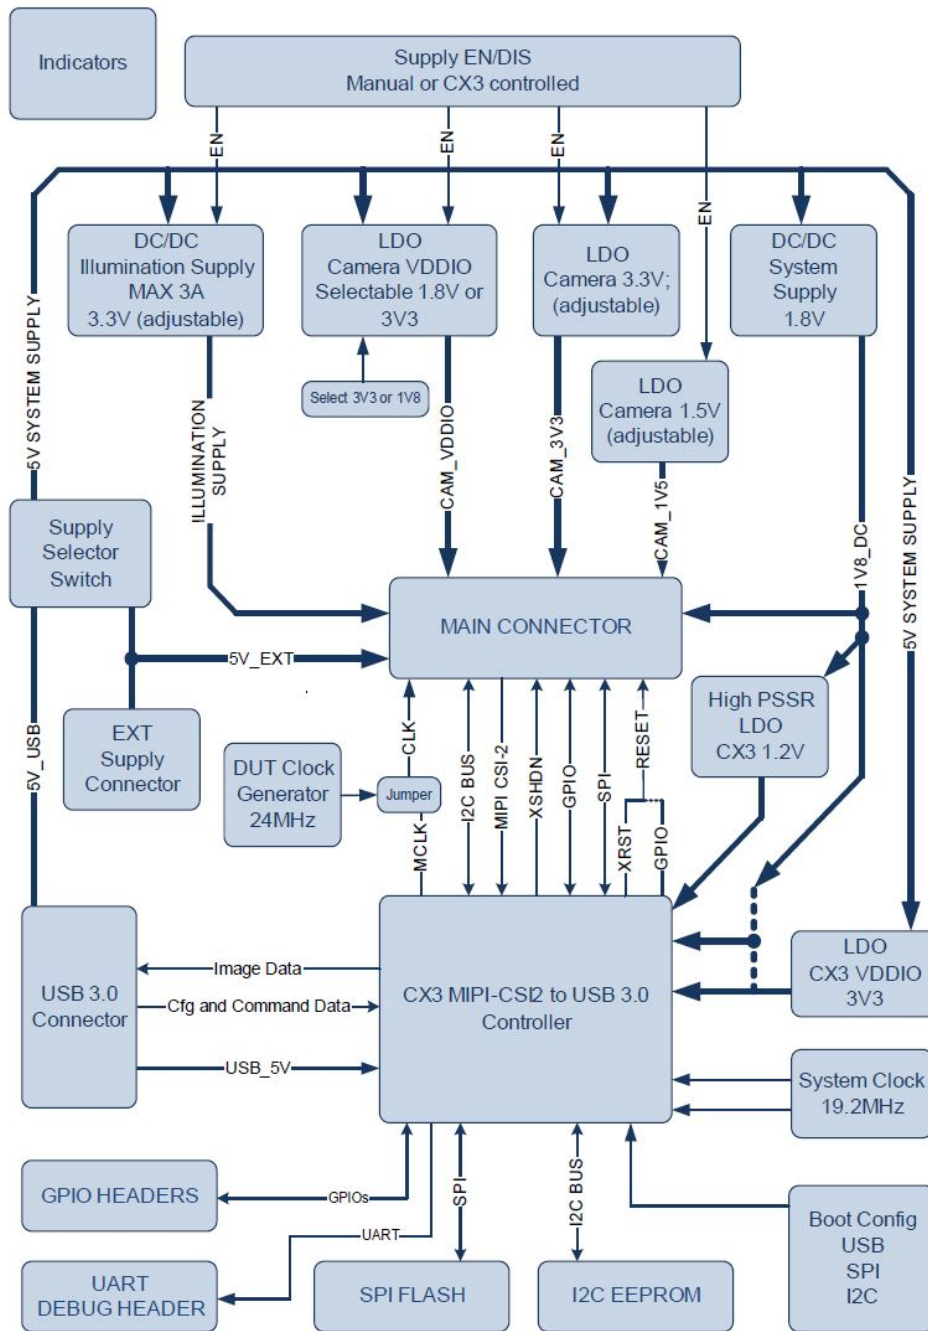 Indicators
Supply EN/DIS
Manual or CX3 controlled
EN
EN
EN
EN
DC/DC
Illumination Supply
MAX 3A
3.3V (adjustable)
LDO
Camera VDDIO
Selectable 1.8V or
3V3
LDO
Camera 3.3V;
(adjustable)
DC/DC
System
Supply
1.8V
Select 3V3 or 1V8
LDO
Camera 1.5V
(adjustable)
5V SYSTEM SUPPLY
ILLUMINATION
SUPPLY
CAM_VDDIO
CAM_3V3
CAM_1V5
1V8_DC
5V SYSTEM SUPPLY
Supply
Selector
Switch
MAIN CONNECTOR
5V_EXT
5V_USB
EXT
Supply
Connector
High PSSR
LDO
CX3 1.2V
DUT Clock
Generator
24MHz
Jumper
CLK
MCLK
I2C BUS
MIPI CSI-2
XSHDN
GPIO
SPI
RESET
XRST
GPIO
USB 3.0
Connector
Image Data
Cfg and Command Data
USB_5V
CX3 MIPI-CSI2 to USB 3.0
Controller
LDO
CX3 VDDIO
3V3
System Clock
19.2MHz
GPIO HEADERS
GPIOs
UART
SPI
I2C BUS
UART
DEBUG HEADER
SPI FLASH
I2C EEPROM
Boot Config
USB
SPI
I2C